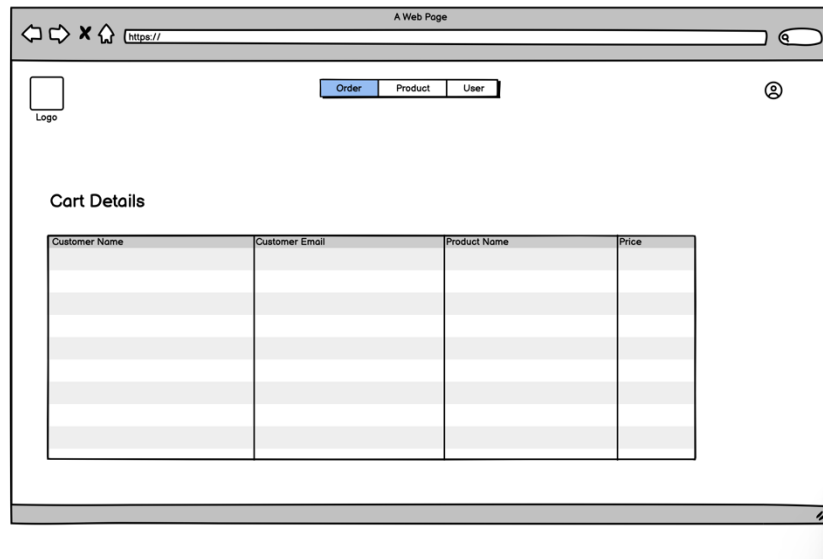 A Web Page
https://
Order Product User
Logo
Cart Details
Customer Name Customer Email Product Name Price